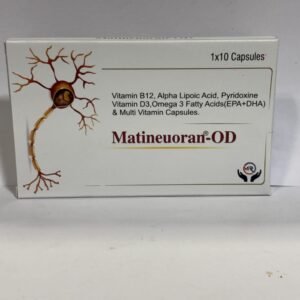 1x10 Capsules
Vitamin B12, Alpha Lipoic Acid, Pyridoxine
Vitamin D3,Omega 3 Fatty Acids(EPA+DHA)
& Multi Vitamin Capsules.
Matineuoran®-OD